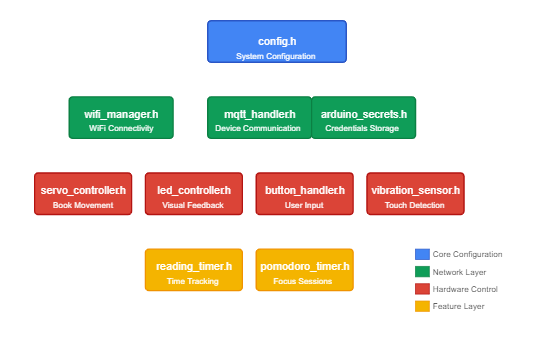 config.h
System Configuration
wifi_manager.h
WiFi Connectivity
mqtt_handler.h
Device Communication
arduino_secrets.h
Credentials Storage
servo_controller.h
Book Movement
led_controller.h
Visual Feedback
button_handler.h
User Input
vibration_sensor.h
Touch Detection
reading_timer.h
Time Tracking
pomodoro_timer.h
Focus Sessions
Core Configuration
Network Layer
Hardware Control
Feature Layer